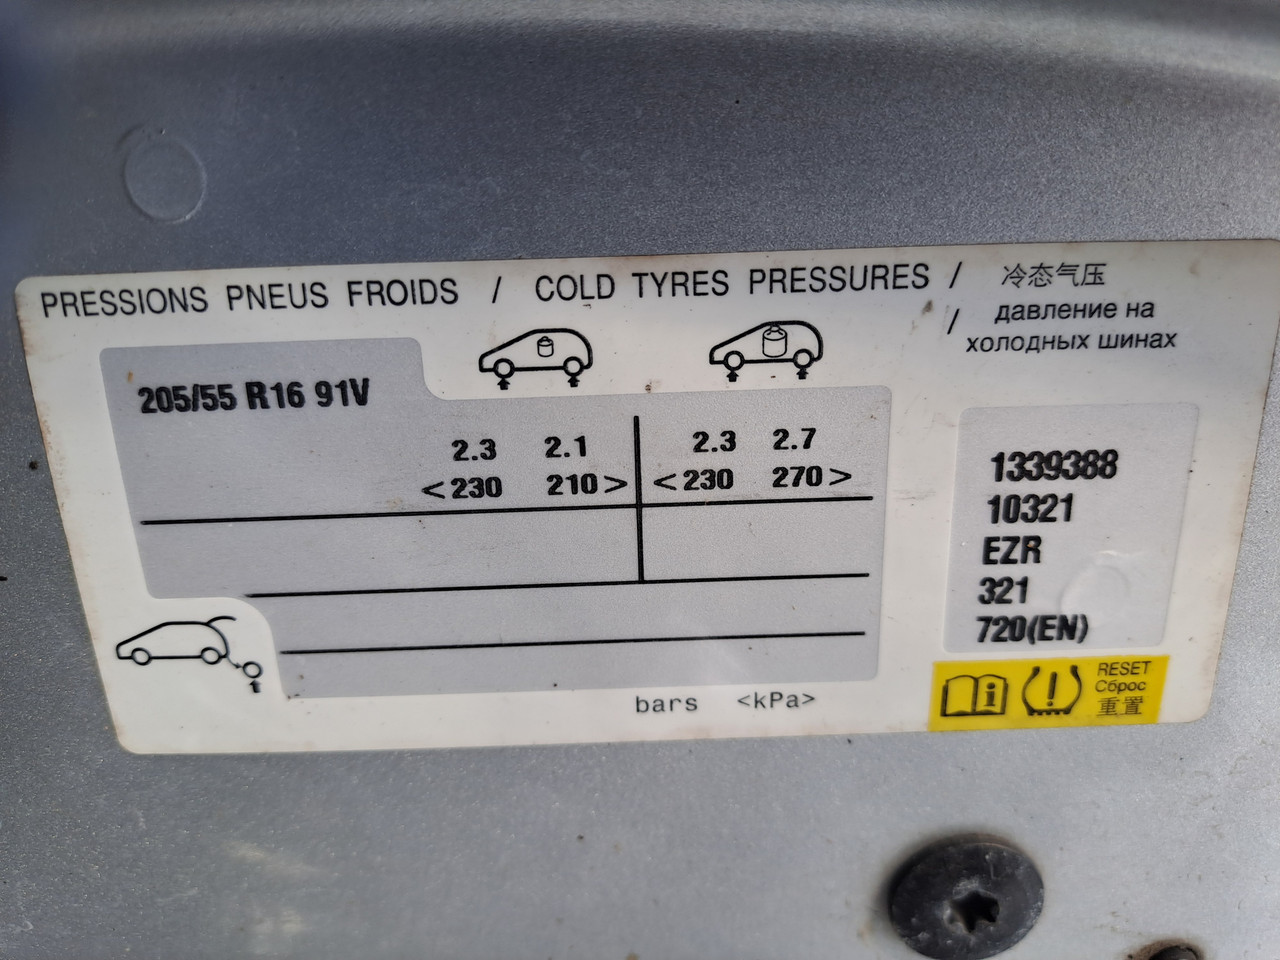 PRESSIONS PNEUS FROIDS / COLD TYRES PRESSURES / 冷态气压
/ давление на
холодных шинах
205/55 R16 91V
2.3 2.1 2.3 2.7
<230 210> <230 270>
1339388
10321
EZR
321
720(EN)
bars <kPa>
RESET
Сброс
重置